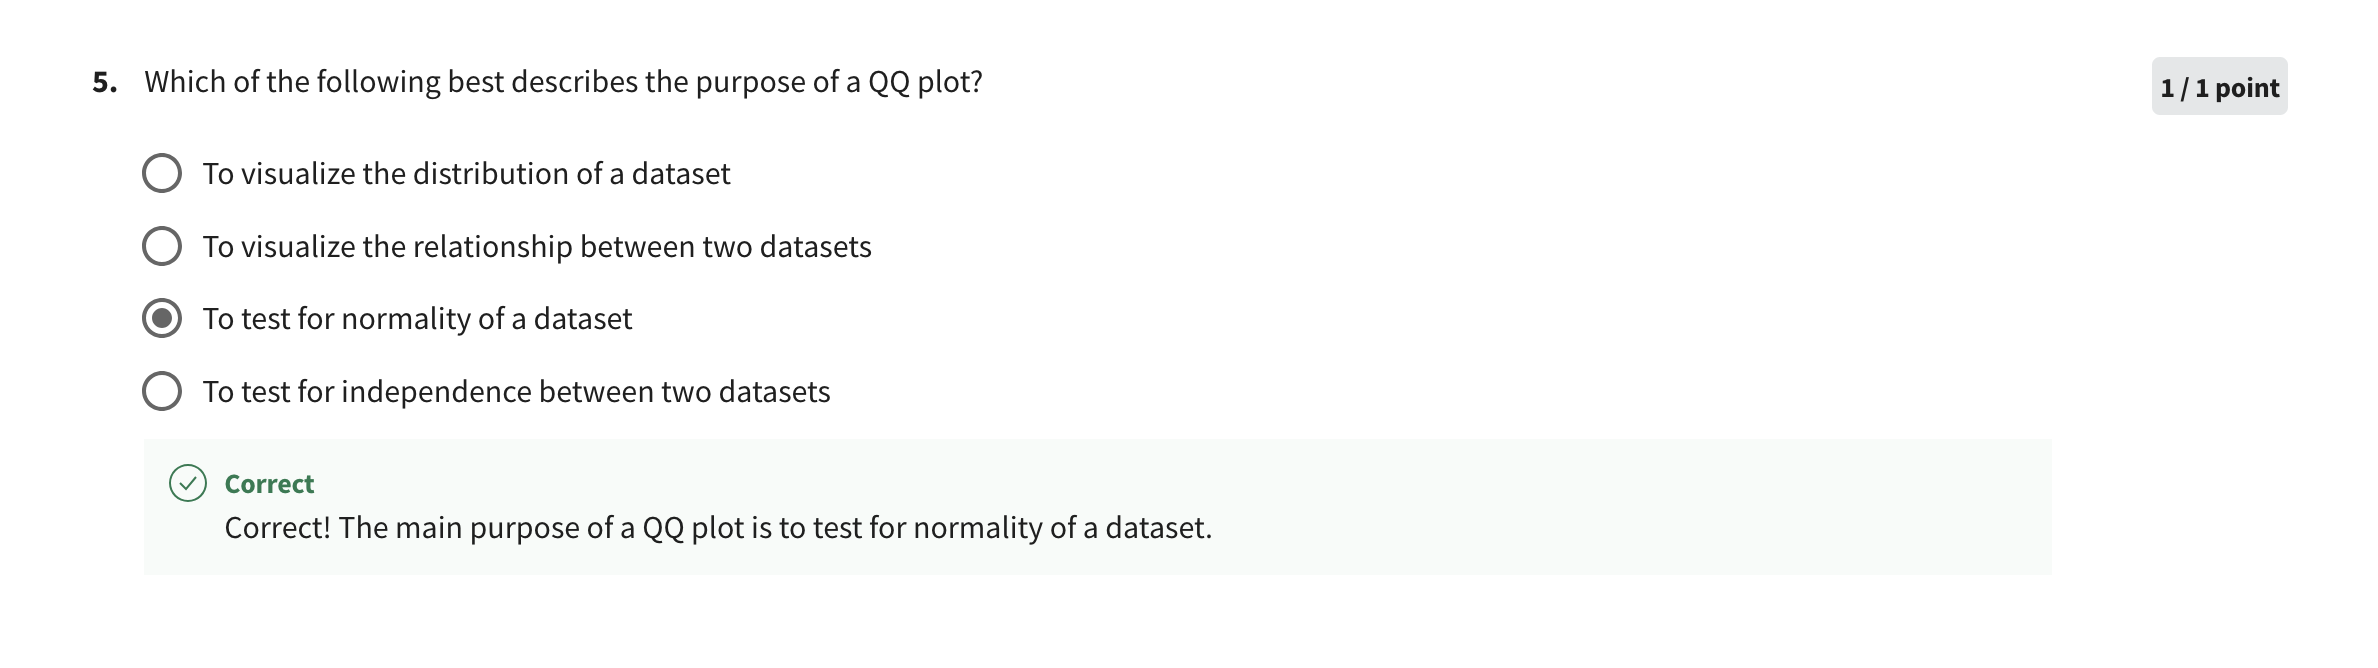 5. Which of the following best describes the purpose of a QQ plot?
1 / 1 point
To visualize the distribution of a dataset
To visualize the relationship between two datasets
To test for normality of a dataset
To test for independence between two datasets
Correct
Correct! The main purpose of a QQ plot is to test for normality of a dataset.